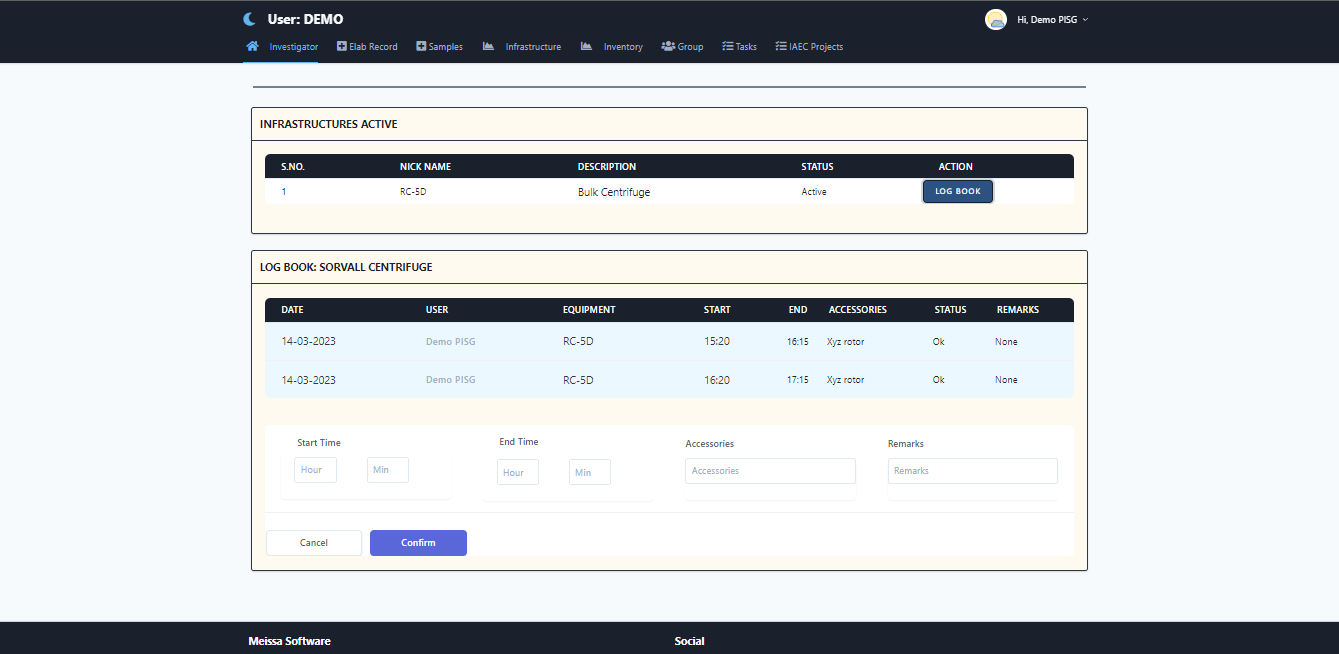 User: DEMO
Hi, Demo PISG
Investigator Elab Record Samples Infrastructure Inventory Group Tasks IAEC Projects
INFRASTRUCTURES ACTIVE
S.NO. NICK NAME DESCRIPTION STATUS ACTION
1 RC-5D Bulk Centrifuge Active LOG BOOK
LOG BOOK: SORVALL CENTRIFUGE
DATE USER EQUIPMENT START END ACCESSORIES STATUS REMARKS
14-03-2023 Demo PISG RC-5D 15:20 16:15 Xyz rotor Ok None
14-03-2023 Demo PISG RC-5D 16:20 17:15 Xyz rotor Ok None
Start Time End Time Accessories Remarks
Hour Min Hour Min Accessories Remarks
Cancel Confirm
Meissa Software Social